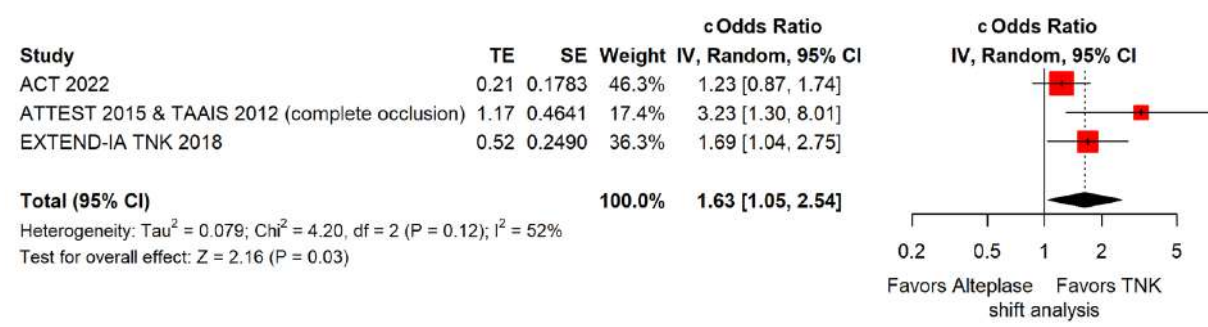 cOdds Ratio cOdds Ratio
Study TE SE Weight IV, Random, 95% CI IV, Random, 95% CI
ACT 2022 0.21 0.1783 46.3% 1.23 [0.87, 1.74]
ATTEST 2015 & TAAIS 2012 (complete occlusion) 1.17 0.4641 17.4% 3.23 [1.30, 8.01]
EXTEND-IA TNK 2018 0.52 0.2490 36.3% 1.69 [1.04, 2.75]
Total (95% CI) 100.0% 1.63 [1.05, 2.54]
Heterogeneity: Tau² = 0.079; Chi² = 4.20, df = 2 (P = 0.12); I² = 52%
Test for overall effect: Z = 2.16 (P = 0.03)
0.2 0.5 1 2 5
Favors Alteplase Favors TNK
shift analysis